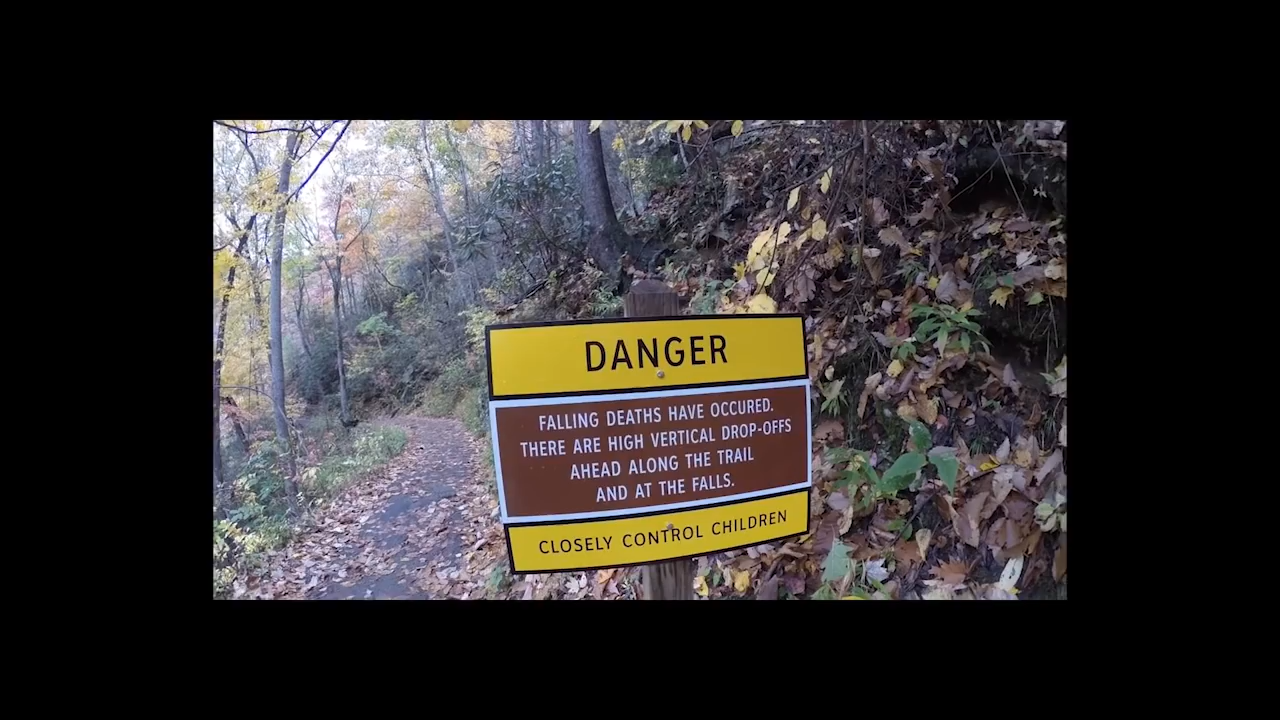 DANGER
FALLING DEATHS HAVE OCCURED.
THERE ARE HIGH VERTICAL DROP-OFFS
AHEAD ALONG THE TRAIL
AND AT THE FALLS.
CLOSELY CONTROL CHILDREN